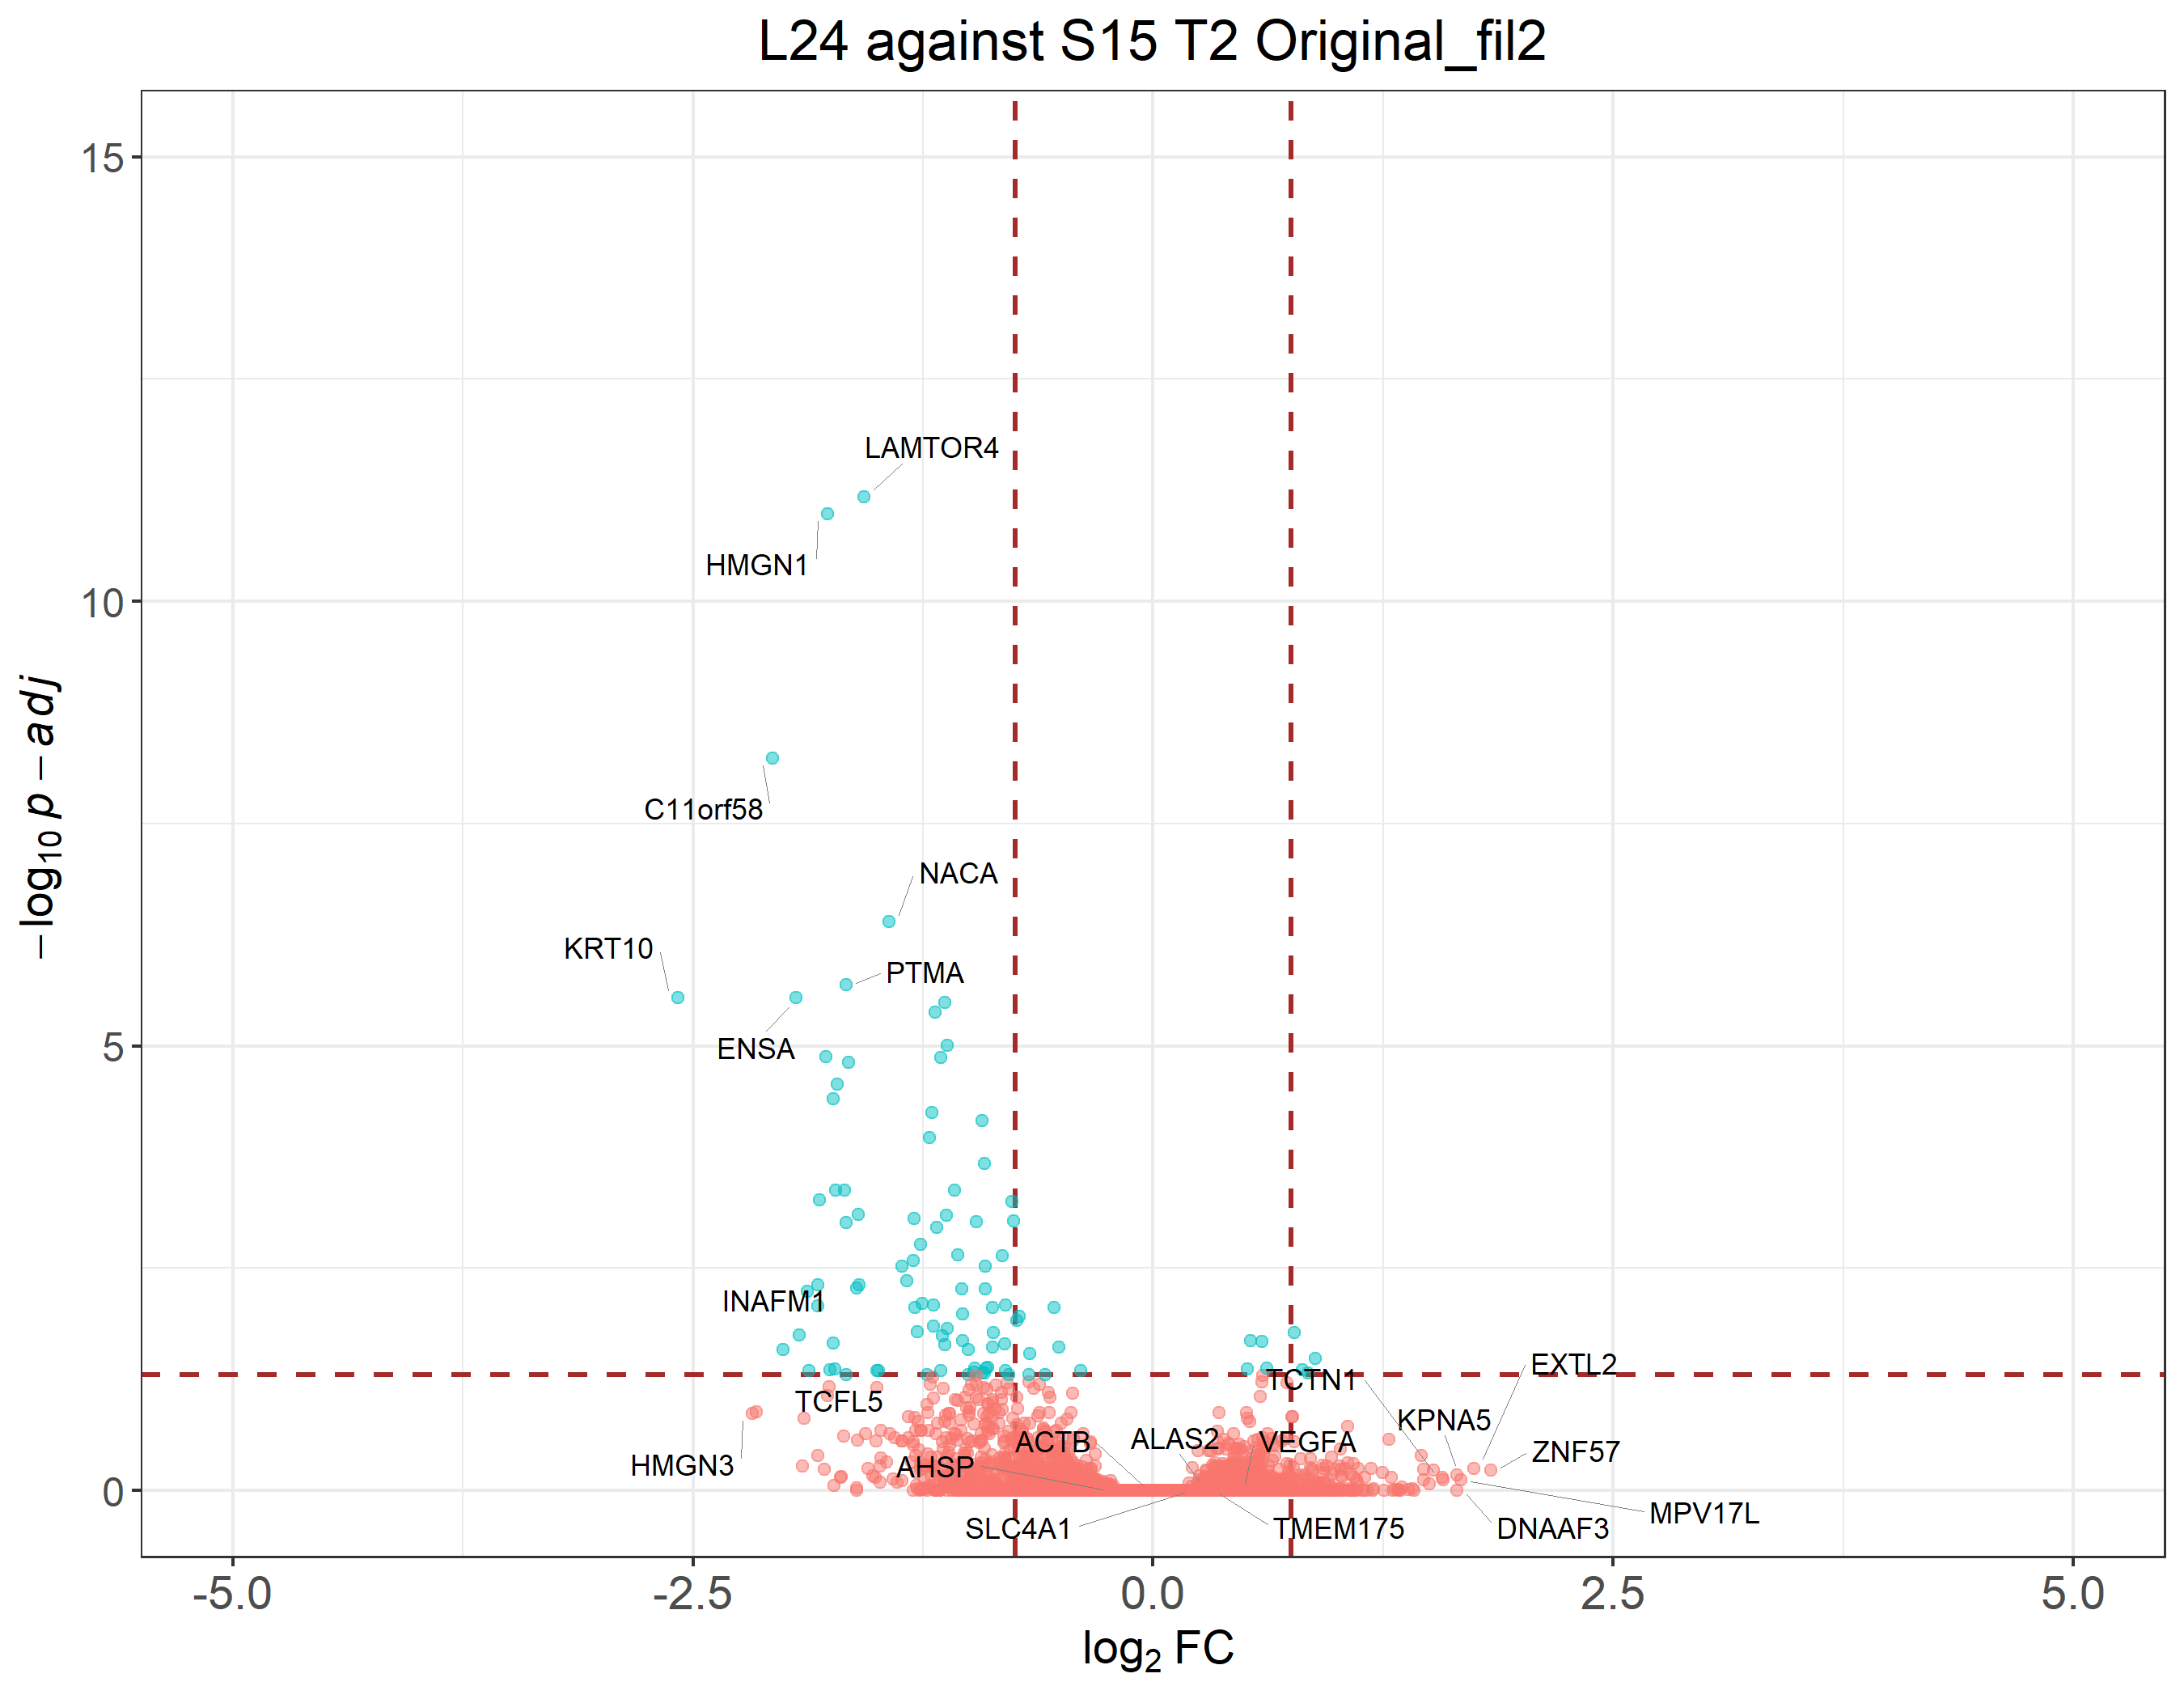 L24 against S15 T2 Original_fil2
15
LAMTOR4
10
HMGN1
C11orf58
NACA
KRT10
PTMA
5
ENSA
INAFM1
EXTL2
TCTN1
TCFL5
KPNA5
ACTB
ALAS2
VEGFA
ZNF57
HMGN3
AHSP
0
MPV17L
SLC4A1
TMEM175
DNAAF3
-5.0
-2.5
0.0
2.5
5.0
log2 FC
−log10 p − adj